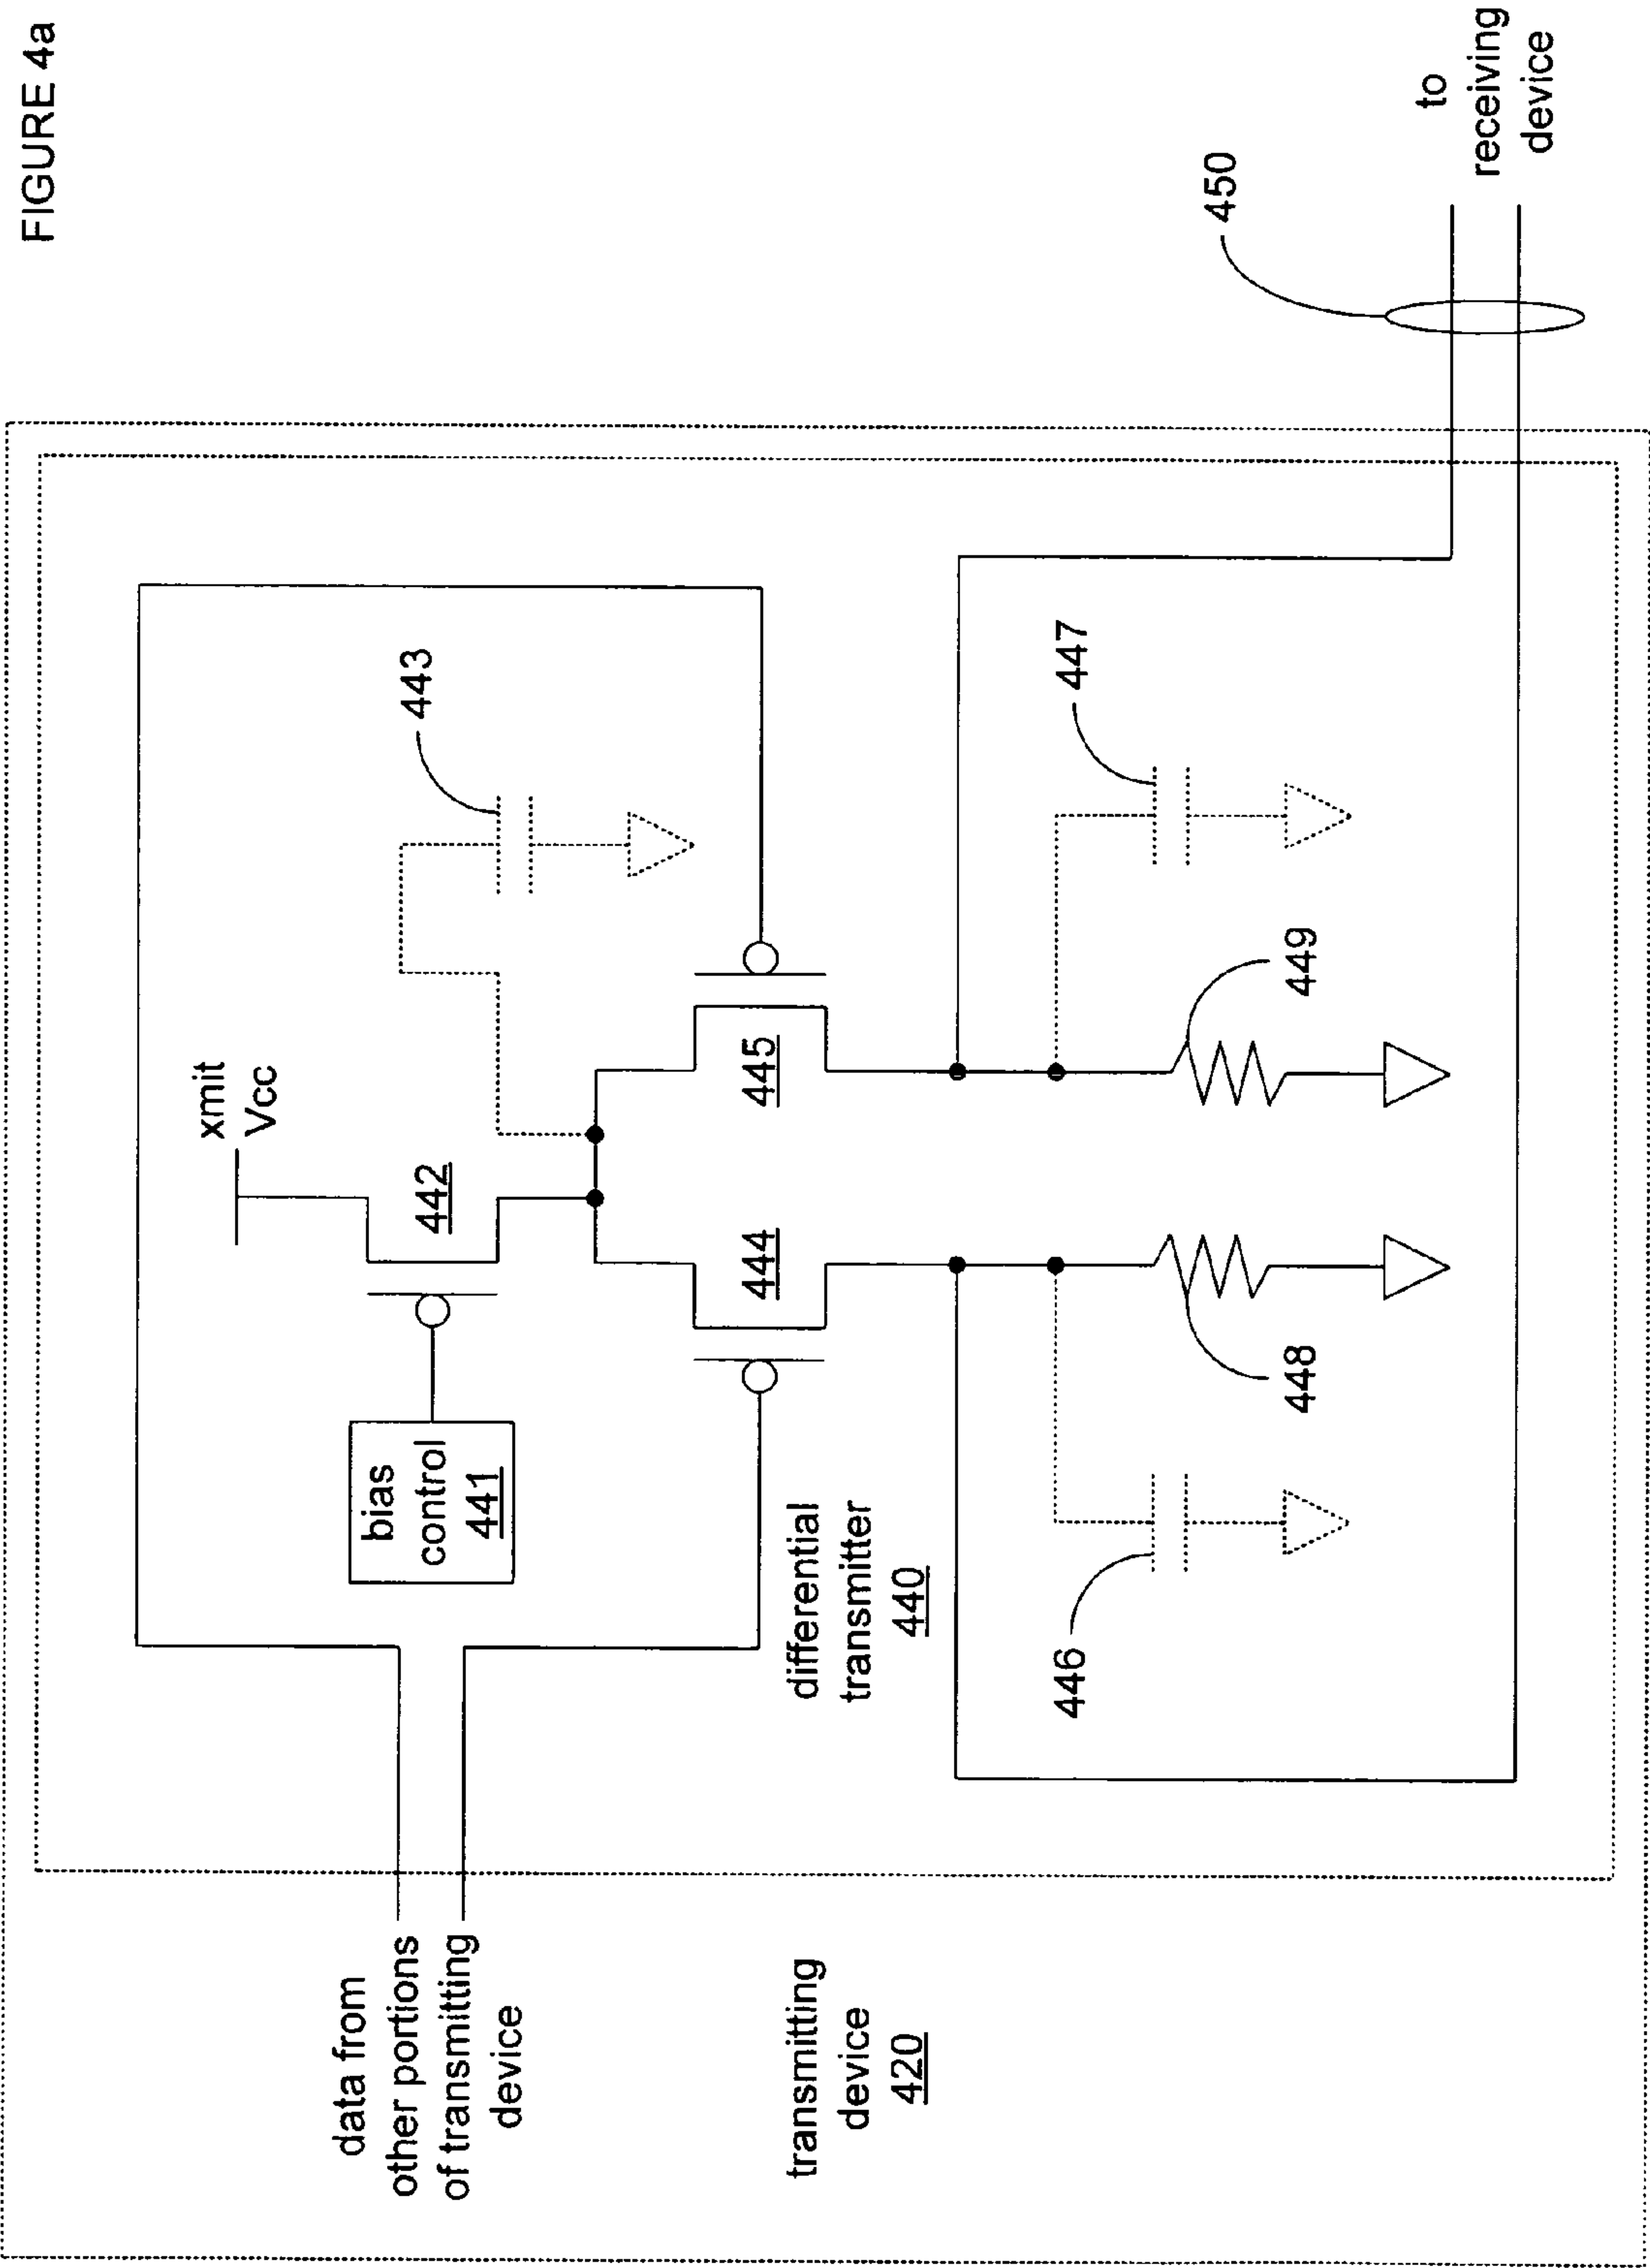 FIGURE 4a
xmit
Vcc
443
442
bias
control
441
data from
other portions
of transmitting
device
444
445
differential
transmitter
440
transmitting
device
420
447
446
448
449
450
to
receiving
device